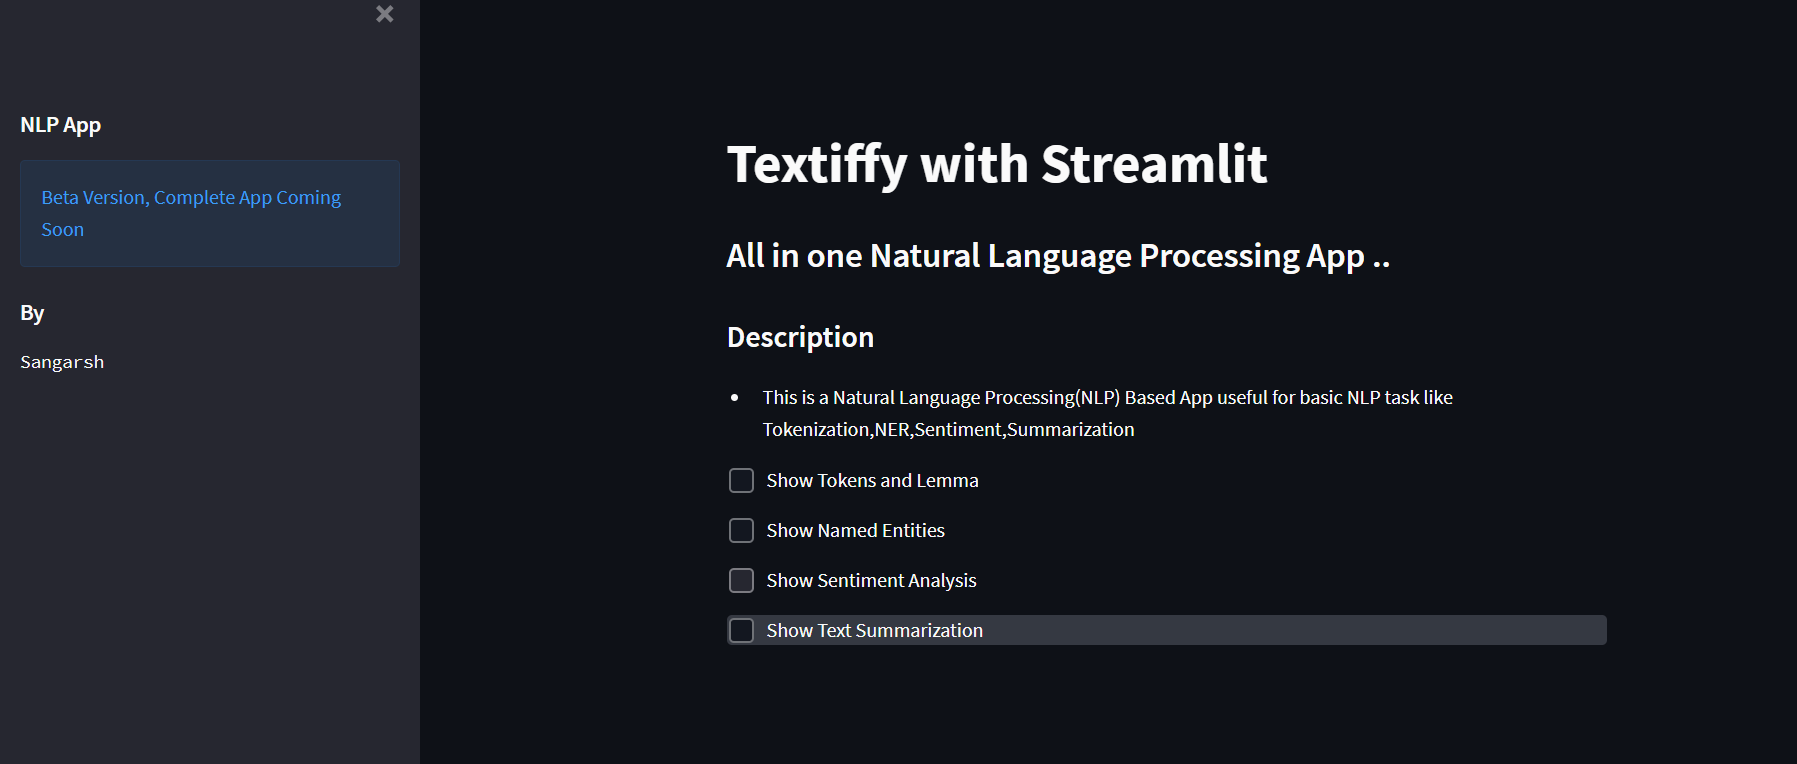 NLP App
Beta Version, Complete App Coming
Soon
By
Sangarsh
Textiffy with Streamlit
All in one Natural Language Processing App ..
Description
This is a Natural Language Processing(NLP) Based App useful for basic NLP task like
Tokenization,NER,Sentiment,Summarization
Show Tokens and Lemma
Show Named Entities
Show Sentiment Analysis
Show Text Summarization